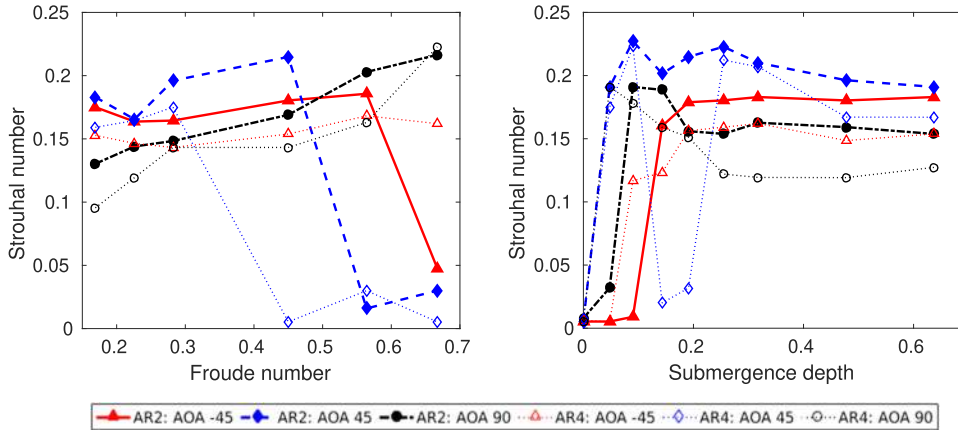 0.25
0.2
0.15
0.1
0.05
0
Strouhal number
0.2 0.3 0.4 0.5 0.6 0.7
Froude number
0.25
0.2
0.15
0.1
0.05
0
Strouhal number
0 0.2 0.4 0.6
Submergence depth
AR2: AOA -45 AR2: AOA 45 AR2: AOA 90 AR4: AOA -45 AR4: AOA 45 AR4: AOA 90